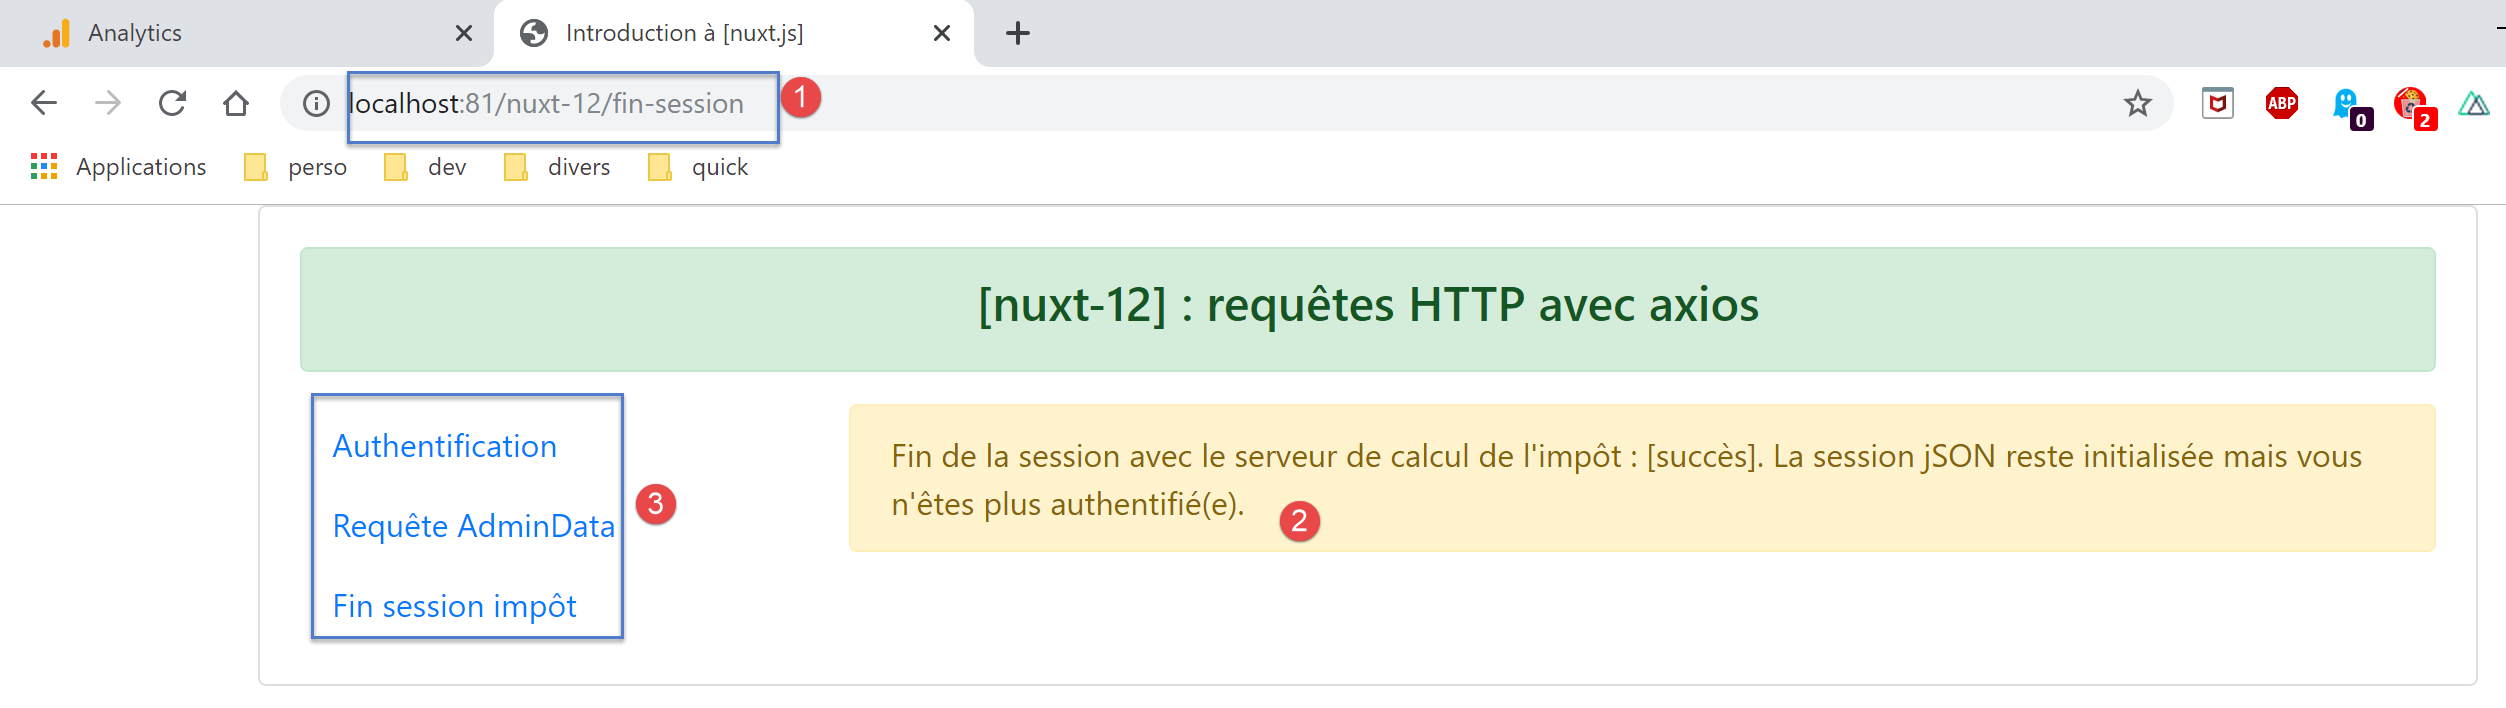 Analytics
Introduction à [nuxt.js]
localhost:81/nuxt-12/fin-session
1
ABP
0
2
Applications
perso
dev
divers
quick
[nuxt-12] : requêtes HTTP avec axios
Authentification
Requête AdminData
Fin session impôt
3
Fin de la session avec le serveur de calcul de l'impôt : [succès]. La session jSON reste initialisée mais vous
n'êtes plus authentifié(e).
2